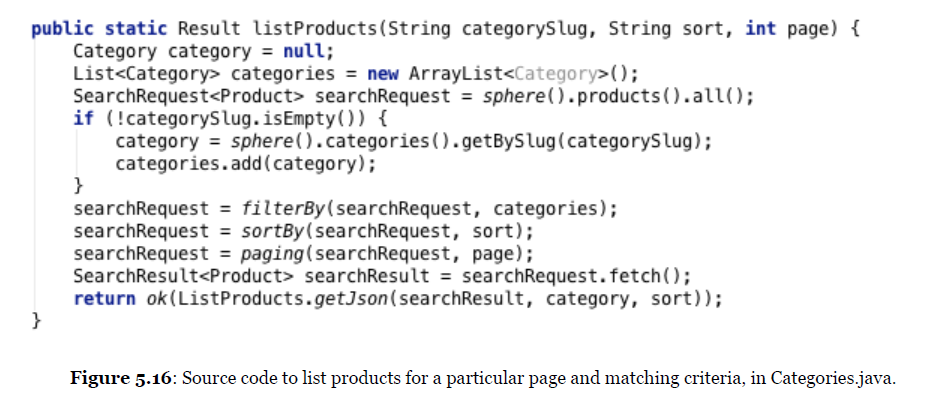 public static Result listProducts(String categorySlug, String sort, int page) {
    Category category = null;
    List<Category> categories = new ArrayList<Category>();
    SearchRequest<Product> searchRequest = sphere().products().all();
    if (!categorySlug.isEmpty()) {
        category = sphere().categories().getBySlug(categorySlug);
        categories.add(category);
    }
    searchRequest = filterBy(searchRequest, categories);
    searchRequest = sortBy(searchRequest, sort);
    searchRequest = paging(searchRequest, page);
    SearchResult<Product> searchResult = searchRequest.fetch();
    return ok(ListProducts.getJson(searchResult, category, sort));
}
Figure 5.16: Source code to list products for a particular page and matching criteria, in Categories.java.